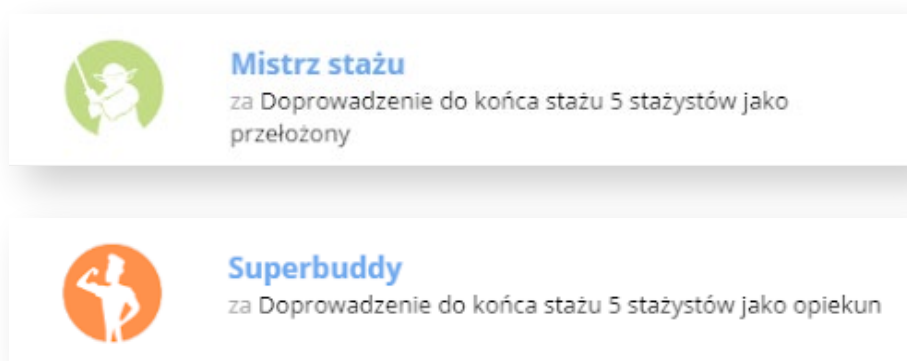 Mistrz stażu
za Doprowadzenie do końca stażu 5 stażystów jako
przełożony
Superbuddy
za Doprowadzenie do końca stażu 5 stażystów jako opiekun